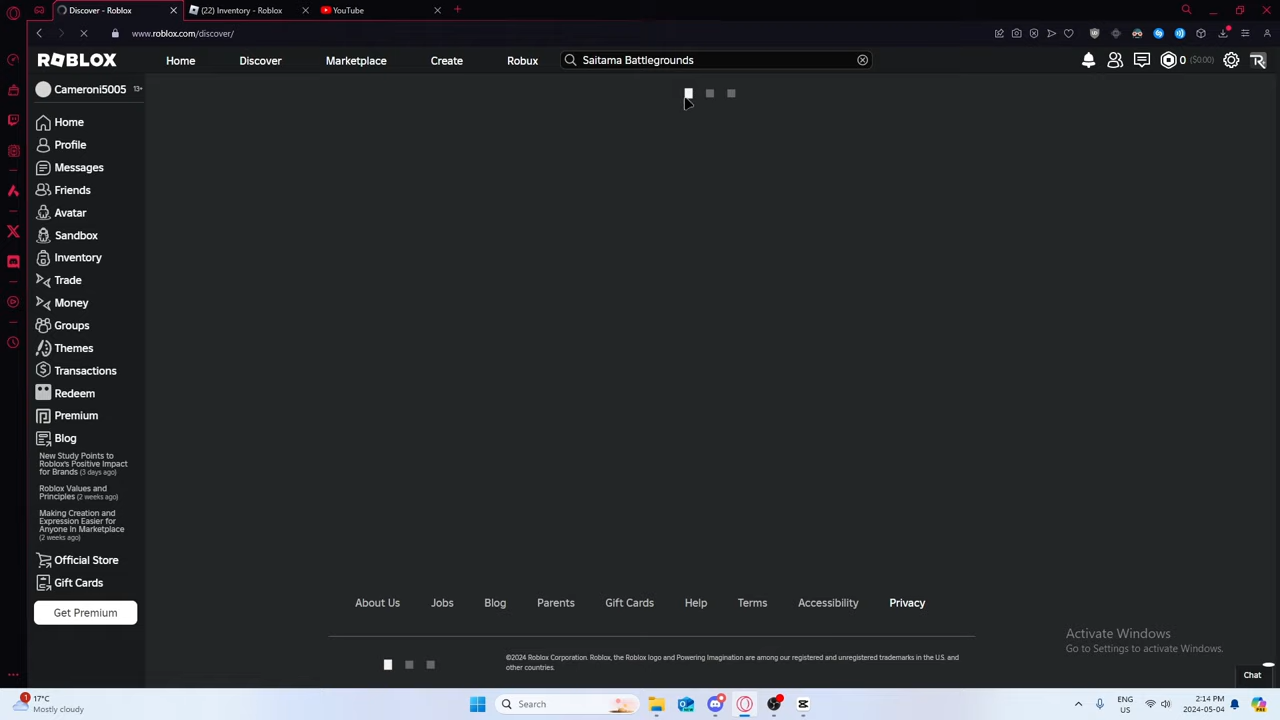 Discover - Roblox
(22) Inventory - Roblox
YouTube
www.roblox.com/discover/
ROBLOX
Home
Discover
Marketplace
Create
Robux
Saitama Battlegrounds
0 ($0.00)
Cameroni5005
13+
Home
Profile
Messages
Friends
Avatar
Sandbox
Inventory
Trade
Money
Groups
Themes
Transactions
Redeem
Premium
Blog
New Study Points to
Roblox's Positive Impact
for Brands (3 days ago)
Roblox Values and
Principles (2 weeks ago)
Making Creation and
Expression Easier for
Anyone in Marketplace
(2 weeks ago)
Official Store
Gift Cards
Get Premium
About Us
Jobs
Blog
Parents
Gift Cards
Help
Terms
Accessibility
Privacy
©2024 Roblox Corporation. Roblox, the Roblox logo and Powering Imagination are among our registered and unregistered trademarks in the U.S. and
other countries.
Activate Windows
Go to Settings to activate Windows.
Chat
1
17°C
Mostly cloudy
Search
ENG
US
2:14 PM
2024-05-04